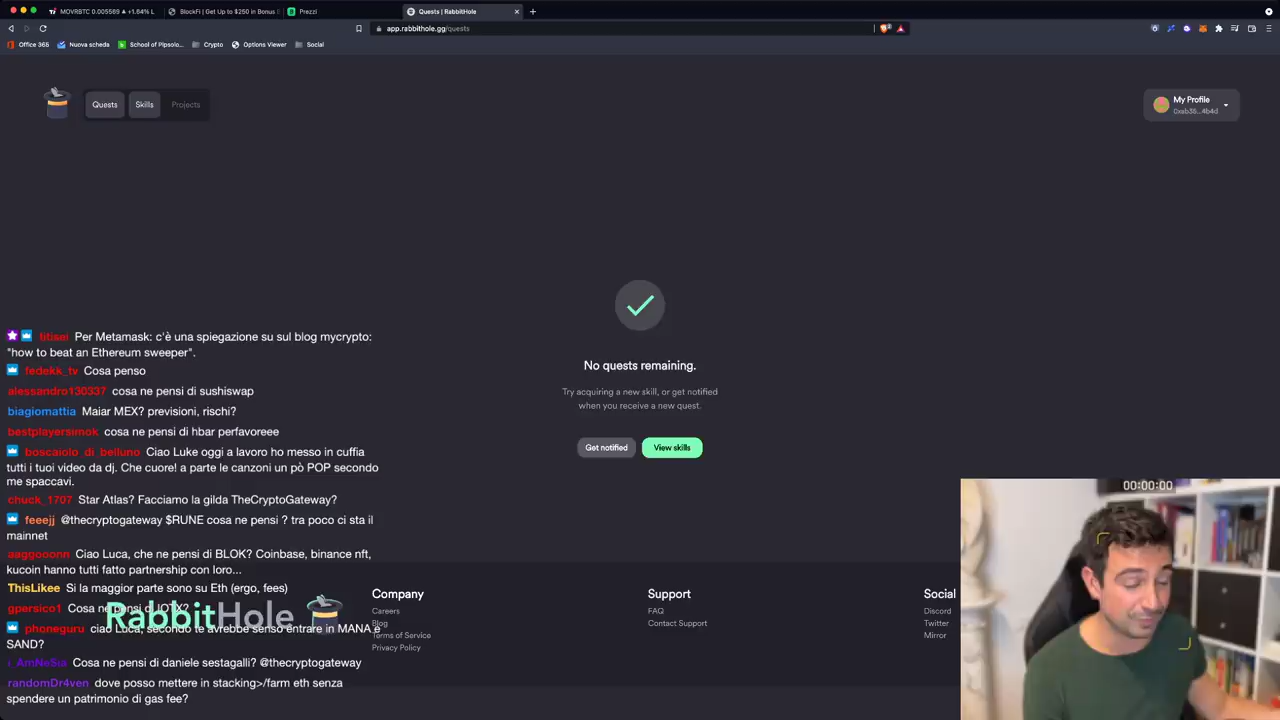 MOVRBTC 0.005589 ▲ +1.64% L
BlockFi | Get Up to $250 in Bonus
Prezzi
Quests | RabbitHole
app.rabbithole.gg/quests
Office 365
Nuova scheda
School of Pipsolo...
Crypto
Options Viewer
Social
Quests
Skills
Projects
My Profile
0xab35...4b4d
No quests remaining.
Try acquiring a new skill, or get notified
when you receive a new quest.
Get notified
View skills
titiani Per Metamask: c'è una spiegazione su sul blog mycrypto:
"how to beat an Ethereum sweeper".
fedekk_tv Cosa penso
alessandro130337 cosa ne pensi di sushiswap
biagiomattia Maiar MEX? previsioni, rischi?
bestplayersimok cosa ne pensi di hbar perfavoreee
boscaiolo_di_belluno Ciao Luke oggi a lavoro ho messo in cuffia
tutti i tuoi video da dj. Che cuore! a parte le canzoni un pò POP secondo
me spaccavi.
chuck_1707 Star Atlas? Facciamo la gilda TheCryptoGateway?
feeejj @thecryptogateway $RUNE cosa ne pensi ? tra poco ci sta il
mainnet
aaggooonn Ciao Luca, che ne pensi di BLOK? Coinbase, binance nft,
kucoin hanno tutti fatto partnership con loro...
ThisLikee Si la maggior parte sono su Eth (ergo, fees)
gpersico1 Cosa ne pensi di IOTX?
phoneguru ciao Luca, secondo te avrebbe senso entrare in MANA e
SAND?
AmNeSia Cosa ne pensi di daniele sestagalli? @thecryptogateway
randomDr4ven dove posso mettere in stacking>/farm eth senza
spendere un patrimonio di gas fee?
RabbitHole
Company
Careers
Blog
Terms of Service
Privacy Policy
Support
FAQ
Contact Support
Social
Discord
Twitter
Mirror
00:00:00